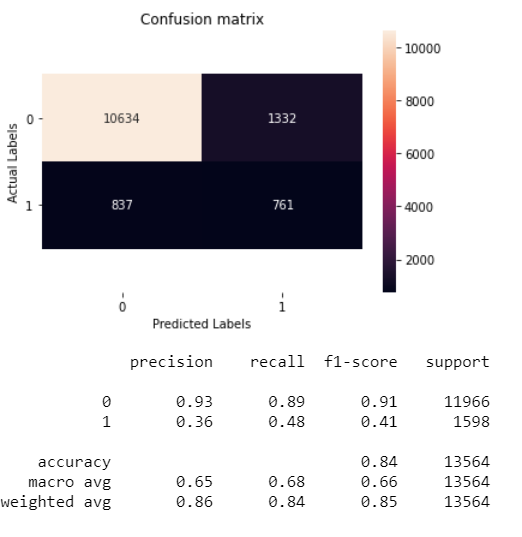 Confusion matrix
10000
8000
6000
4000
2000
Actual Labels
0 10634 1332
1 837 761
0 1
Predicted Labels
precision recall f1-score support
0 0.93 0.89 0.91 11966
1 0.36 0.48 0.41 1598
accuracy 0.84 13564
macro avg 0.65 0.68 0.66 13564
weighted avg 0.86 0.84 0.85 13564